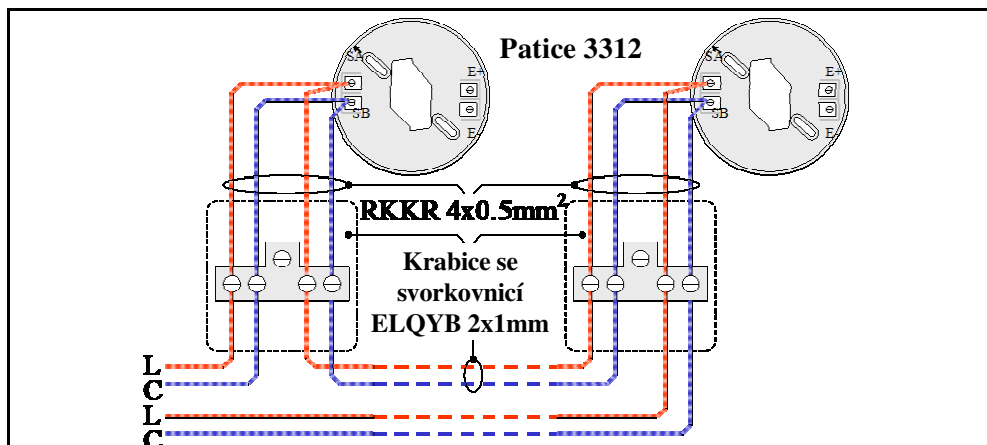 Patice 3312
SA
E+
SB
E-
SA
E+
SB
E-
RKKR 4x0.5mm²
Krabice se
svorkovnicí
ELQYB 2x1mm
L
C
L
C